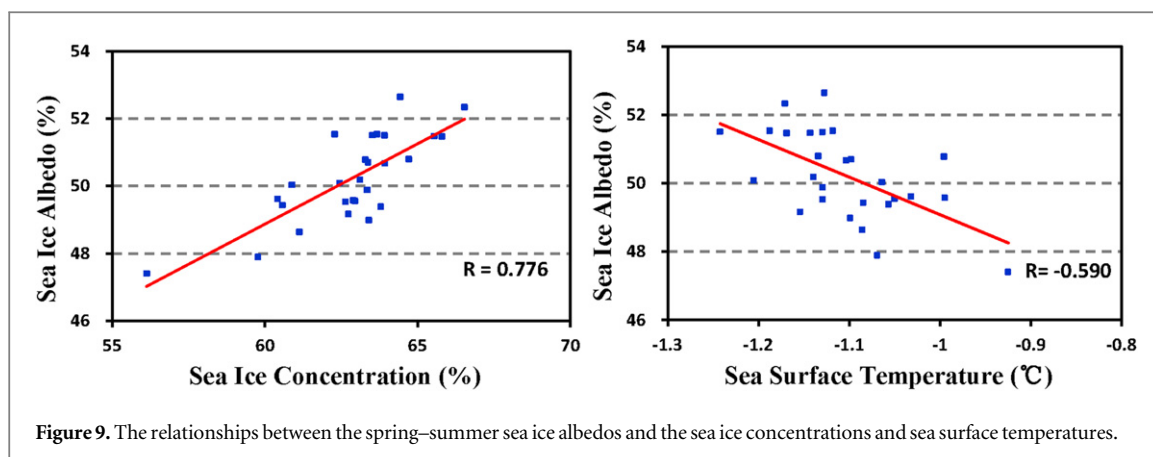 54
52
50
48
46
Sea Ice Albedo (%)
R = 0.776
55
60
65
70
Sea Ice Concentration (%)
54
52
50
48
46
Sea Ice Albedo (%)
R= -0.590
-1.3
-1.2
-1.1
-1
-0.9
-0.8
Sea Surface Temperature (℃)
Figure 9. The relationships between the spring–summer sea ice albedos and the sea ice concentrations and sea surface temperatures.